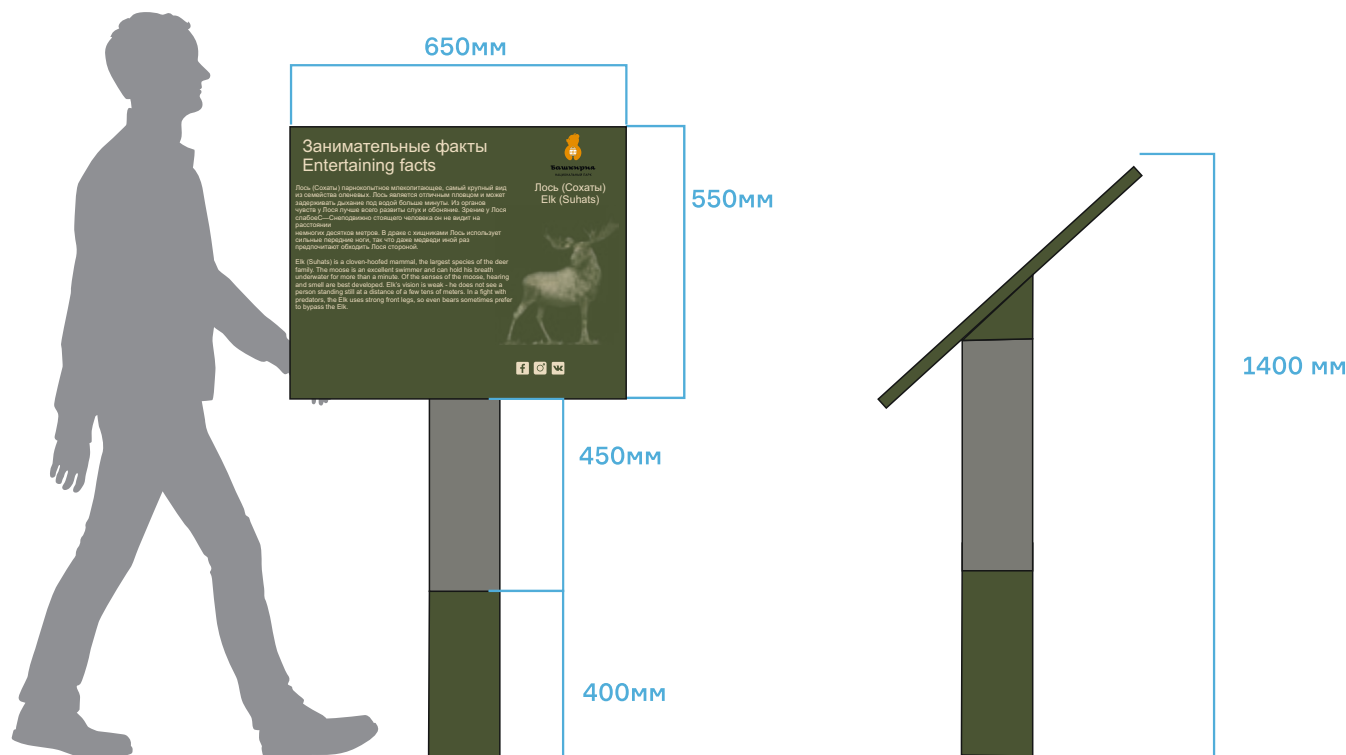 650мм
Занимательные факты
Entertaining facts
Башкирия
НАЦИОНАЛЬНЫЙ ПАРК
Лось (Сохаты)
Elk (Suhats)
Лось (Сохаты) парнокопытное млекопитающее, самый крупный вид
из семейства оленевых. Лось является отличным пловцом и может
задерживать дыхание под водой больше минуты. Из органов
чувств у Лося лучше всего развиты слух и обоняние. Зрение у Лося
слабоеС—Снеподвижно стоящего человека он не видит на
расстоянии
немногих десятков метров. В драке с хищниками Лось использует
сильные передние ноги, так что даже медведи иной раз
предпочитают обходить Лося стороной.
Elk (Suhats) is a cloven-hoofed mammal, the largest species of the deer
family. The moose is an excellent swimmer and can hold his breath
underwater for more than a minute. Of the senses of the moose, hearing
and smell are best developed. Elk's vision is weak - he does not see a
person standing still at a distance of a few tens of meters. In a fight with
predators, the Elk uses strong front legs, so even bears sometimes prefer
to bypass the Elk.
550мм
450мм
400мм
1400 мм